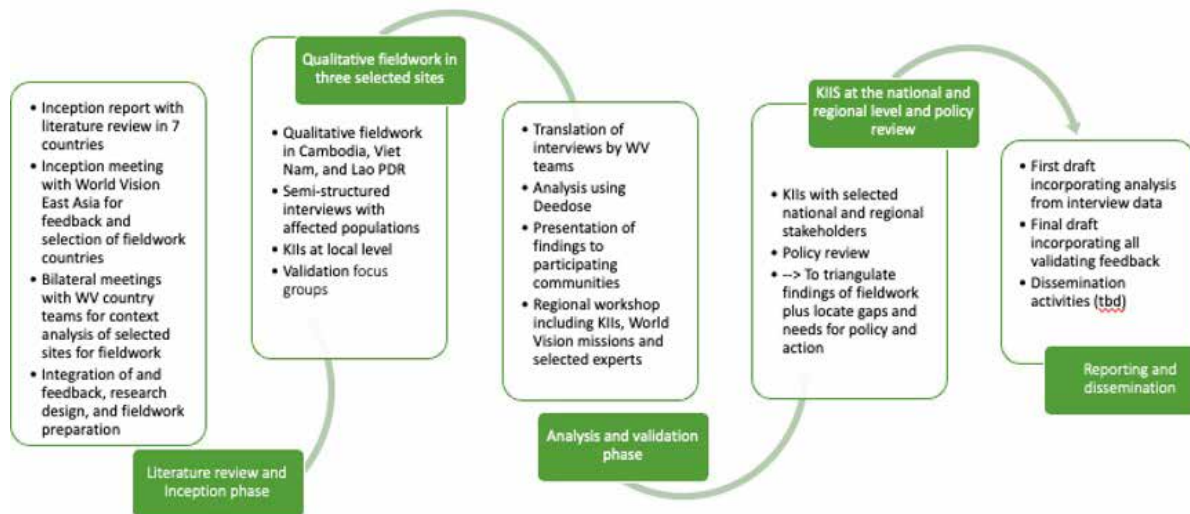 • Inception report with
literature review in 7
countries
• Inception meeting
with World Vision
East Asia for
feedback and
selection of fieldwork
countries
• Bilateral meetings
with WV country
teams for context
analysis of selected
sites for fieldwork
• Integration of and
feedback, research
design, and fieldwork
preparation
Literature review and
Inception phase
Qualitative fieldwork in
three selected sites
• Qualitative fieldwork
in Cambodia, Viet
Nam, and Lao PDR
• Semi-structured
interviews with
affected populations
• KIIs at local level
• Validation focus
groups
• Translation of
interviews by WV
teams
• Analysis using
Deedose
• Presentation of
findings to
participating
communities
• Regional workshop
including KIIs, World
Vision missions and
selected experts
Analysis and validation
phase
KIIS at the national and
regional level and policy
review
• KIIs with selected
national and regional
stakeholders
• Policy review
• --> To triangulate
findings of fieldwork
plus locate gaps and
needs for policy and
action
• First draft
incorporating analysis
from interview data
• Final draft
incorporating all
validating feedback
• Dissemination
activities (tbd)
Reporting and
dissemination